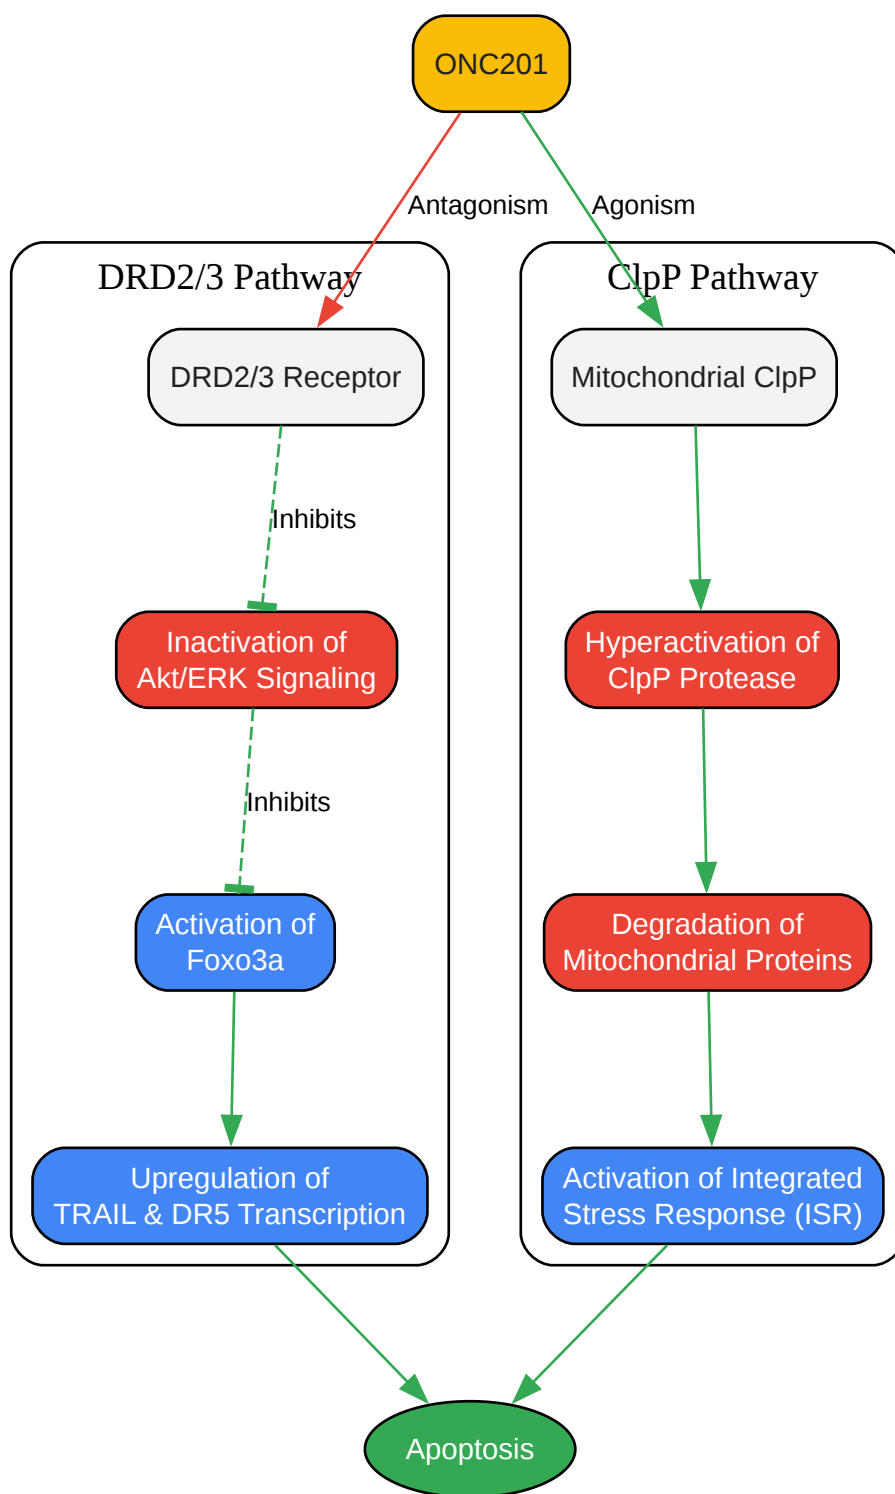 ONC201
Antagonism
Agonism
DRD2/3 Pathway
ClpP Pathway
DRD2/3 Receptor
Mitochondrial ClpP
Inhibits
Inactivation of
Akt/ERK Signaling
Hyperactivation of
ClpP Protease
Inhibits
Activation of
Foxo3a
Degradation of
Mitochondrial Proteins
Upregulation of
TRAIL & DR5 Transcription
Activation of Integrated
Stress Response (ISR)
Apoptosis